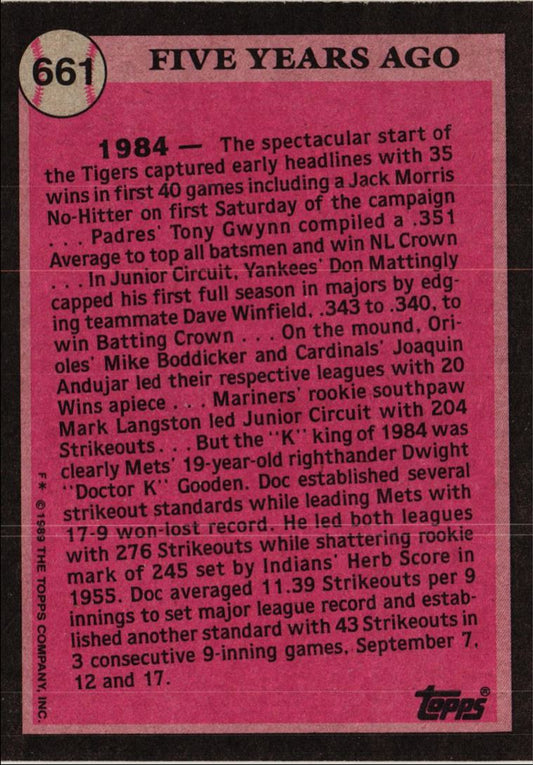 661
FIVE YEARS AGO
1984 — The spectacular start of
the Tigers captured early headlines with 35
wins in first 40 games including a Jack Morris
No-Hitter on first Saturday of the campaign
. . . Padres' Tony Gwynn compiled a .351
Average to top all batsmen and win NL Crown
. . . In Junior Circuit, Yankees' Don Mattingly
capped his first full season in majors by edg-
ing teammate Dave Winfield, .343 to .340, to
win Batting Crown . . . On the mound, Ori-
oles' Mike Boddicker and Cardinals' Joaquin
Andujar led their respective leagues with 20
Wins apiece . . . Mariners' rookie southpaw
Mark Langston led Junior Circuit with 204
Strikeouts . . . But the "K" king of 1984 was
clearly Mets' 19-year-old righthander Dwight
"Doctor K" Gooden. Doc established several
strikeout standards while leading Mets with
17-9 won-lost record. He led both leagues
with 276 Strikeouts while shattering rookie
mark of 245 set by Indians' Herb Score in
1955. Doc averaged 11.39 Strikeouts per 9
innings to set major league record and estab-
lished another standard with 43 Strikeouts in
3 consecutive 9-inning games, September 7,
12 and 17.
F* © 1989 THE TOPPS COMPANY, INC.
topps®